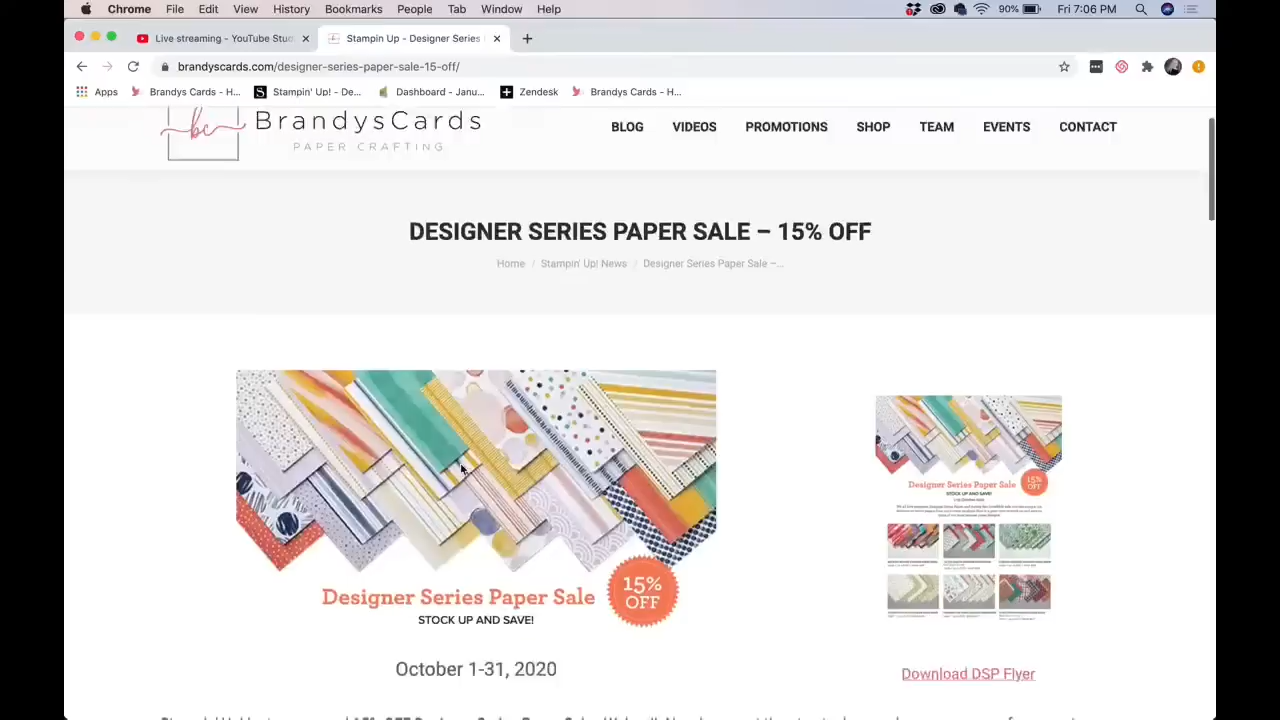 Chrome File Edit View History Bookmarks People Tab Window Help 90% Fri 7:06 PM
Live streaming - YouTube Stud Stampin Up - Designer Series
brandyscards.com/designer-series-paper-sale-15-off/
Apps Brandys Cards - H... Stampin' Up! - De... Dashboard - Janu... Zendesk Brandys Cards - H...
bc BrandysCards
PAPER CRAFTING
BLOG VIDEOS PROMOTIONS SHOP TEAM EVENTS CONTACT
DESIGNER SERIES PAPER SALE – 15% OFF
Home / Stampin' Up! News / Designer Series Paper Sale –...
15%
OFF
Designer Series Paper Sale
STOCK UP AND SAVE!
October 1-31, 2020
Designer Series Paper Sale
15%
OFF
STOCK UP AND SAVE!
Download DSP Flyer